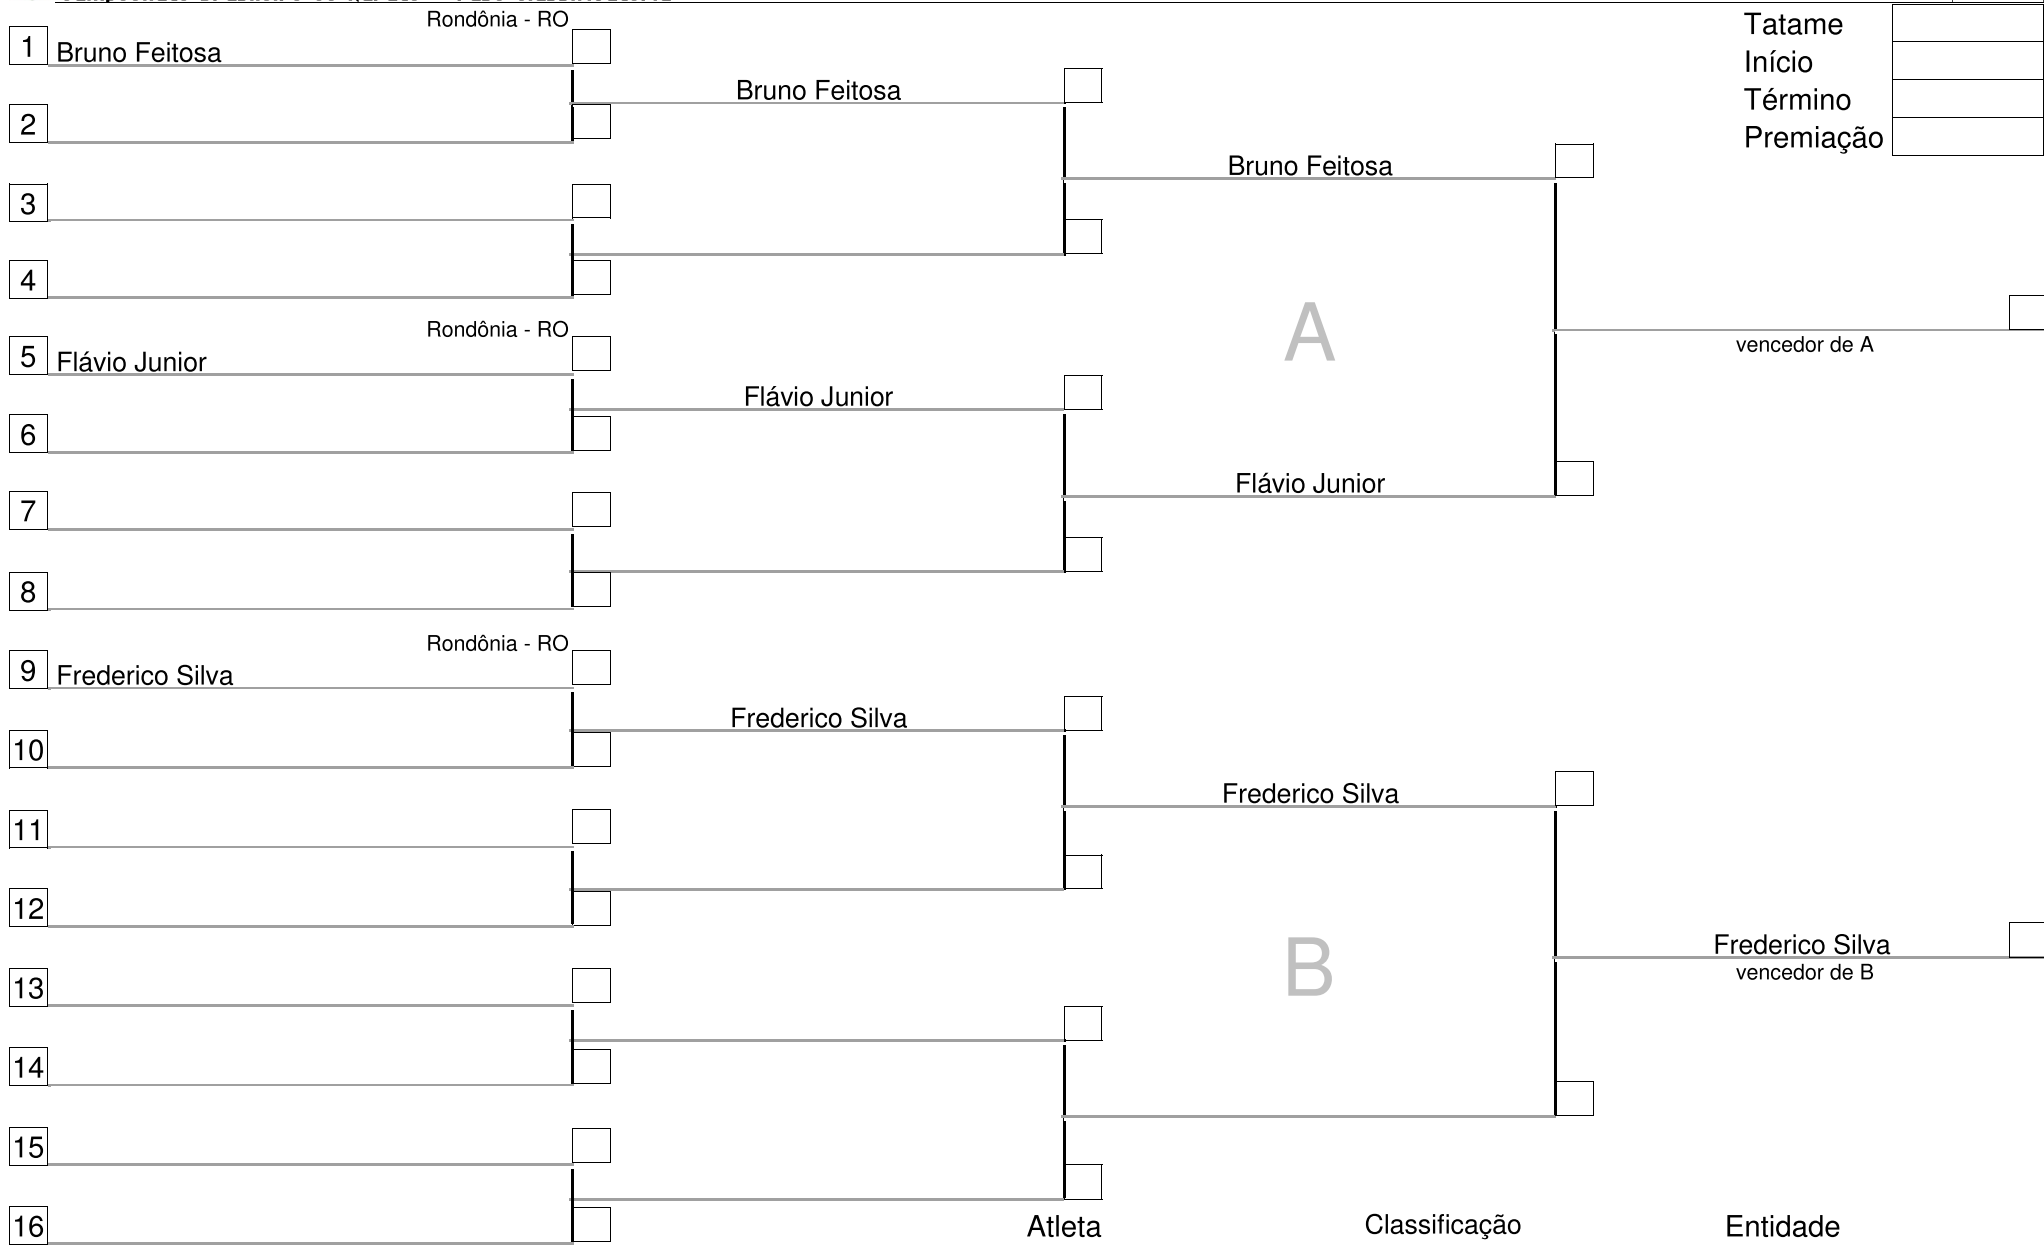 Rondônia - RO
Tatame
1 Bruno Feitosa
Início
Bruno Feitosa
Término
2
Premiação
Bruno Feitosa
3
4
A
Rondônia - RO
vencedor de A
5 Flávio Junior
Flávio Junior
6
Flávio Junior
7
8
Rondônia - RO
9 Frederico Silva
Frederico Silva
10
Frederico Silva
11
12
B
Frederico Silva
vencedor de B
13
14
15
16
Atleta Classificação Entidade